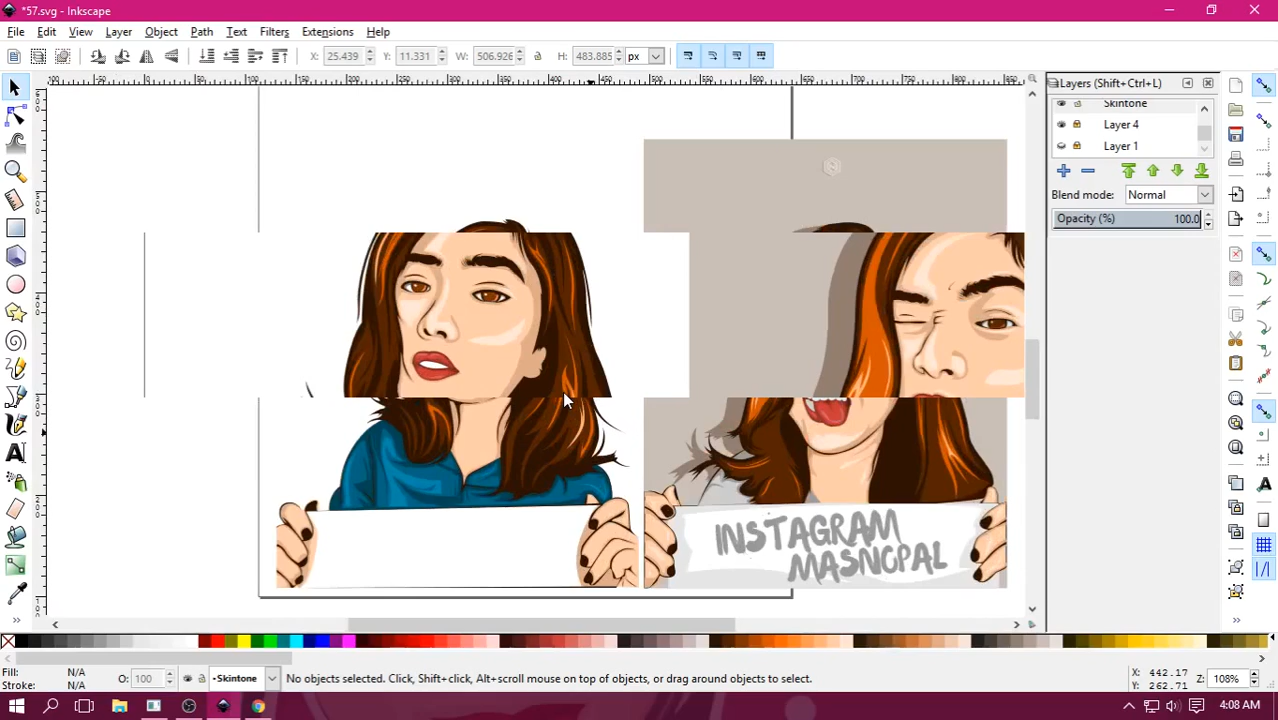 *57.svg - Inkscape
File Edit View Layer Object Path Text Filters Extensions Help
X: 25.439 Y: 11.331 W: 506.926 H: 483.885 px
Layers (Shift+Ctrl+L)
Skintone
Layer 4
Layer 1
Blend mode: Normal
Opacity (%) 100.0
INSTAGRAM
MASNCPAL
Fill: N/A
Stroke: N/A
O: 100
•Skintone
No objects selected. Click, Shift+click, Alt+scroll mouse on top of objects, or drag around objects to select.
X: 442.17
Y: 262.71
Z: 108%
4:08 AM